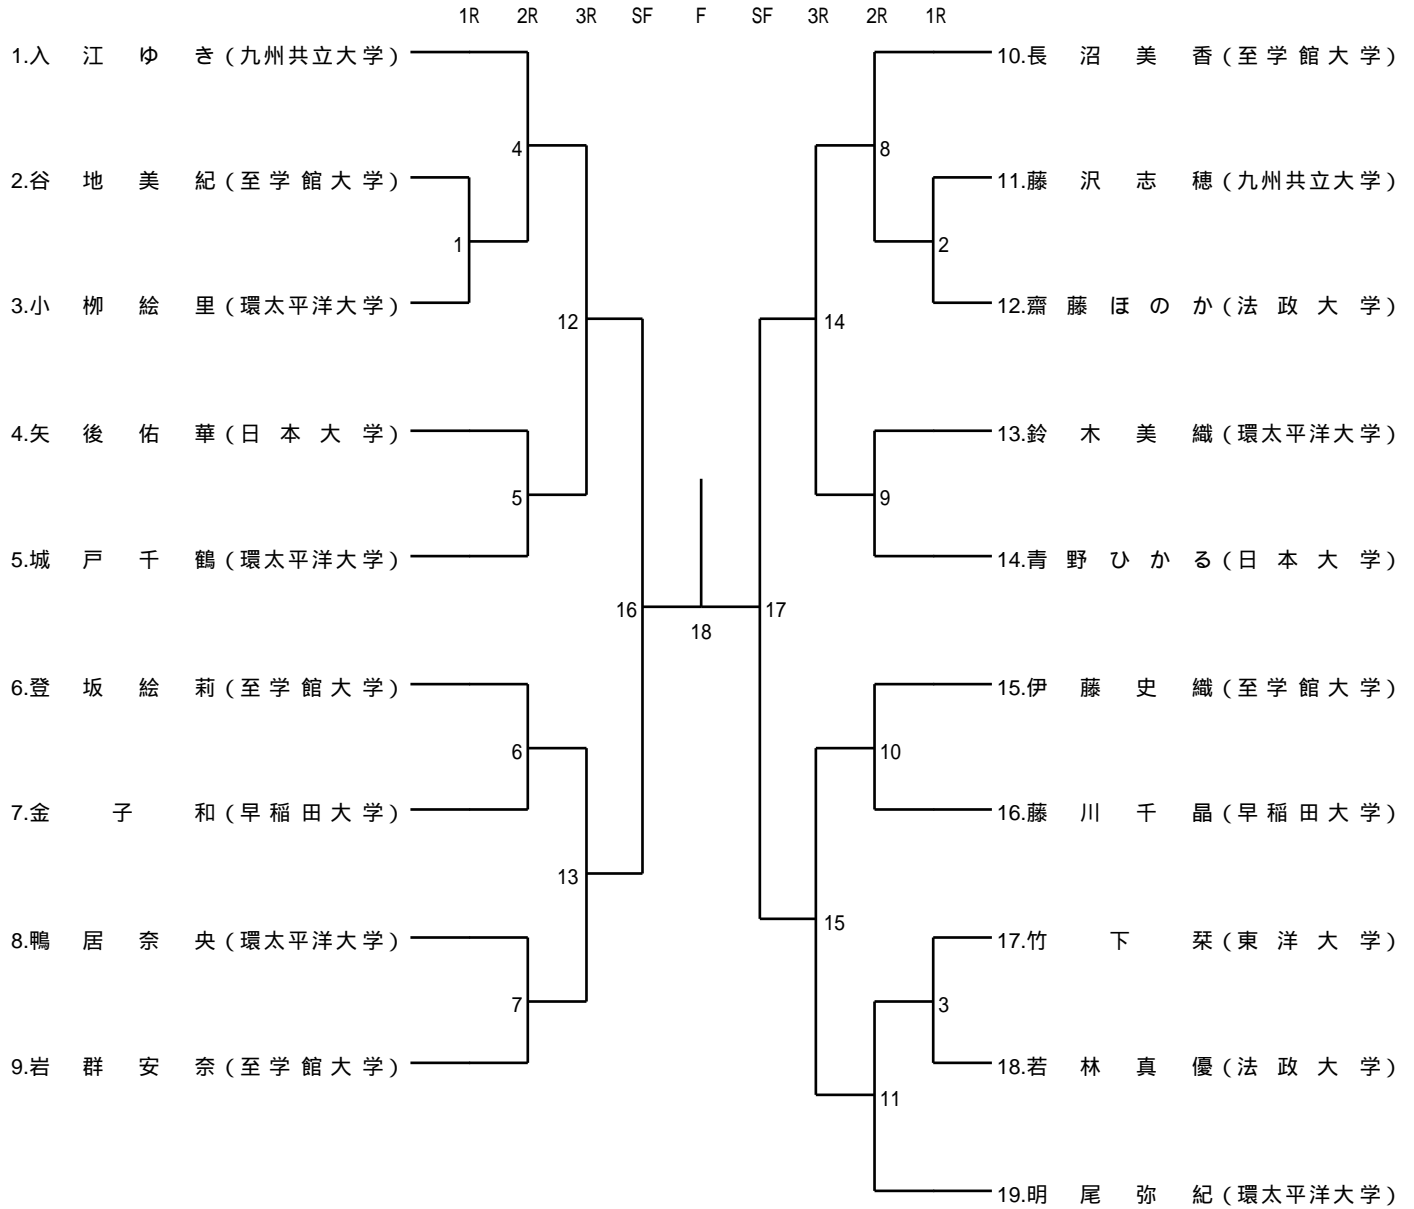 1R 2R 3R SF F SF 3R 2R 1R
1.入江ゆき(九州共立大学)
10.長沼美香(至学館大学)
4
8
2.谷地美紀(至学館大学)
11.藤沢志穂(九州共立大学)
1
2
3.小栁絵里(環太平洋大学)
12.齋藤ほのか(法政大学)
12
14
4.矢後佑華(日本大学)
13.鈴木美織(環太平洋大学)
5
9
5.城戸千鶴(環太平洋大学)
14.青野ひかる(日本大学)
16
17
18
6.登坂絵莉(至学館大学)
15.伊藤史織(至学館大学)
6
10
7.金子和(早稲田大学)
16.藤川千晶(早稲田大学)
13
15
8.鴨居奈央(環太平洋大学)
17.竹下栞(東洋大学)
7
3
9.岩群安奈(至学館大学)
18.若林真優(法政大学)
11
19.明尾弥紀(環太平洋大学)